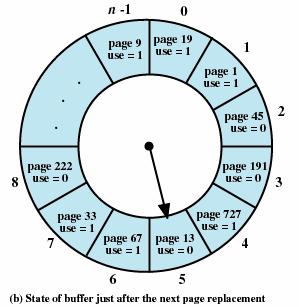 n -1
0
page 9
use = 1
page 19
use = 1
1
page 1
use = 1
2
page 45
use = 0
3
page 191
use = 0
4
page 727
use = 1
5
page 13
use = 0
6
page 67
use = 1
7
page 33
use = 1
8
page 222
use = 0
. . .
(b) State of buffer just after the next page replacement